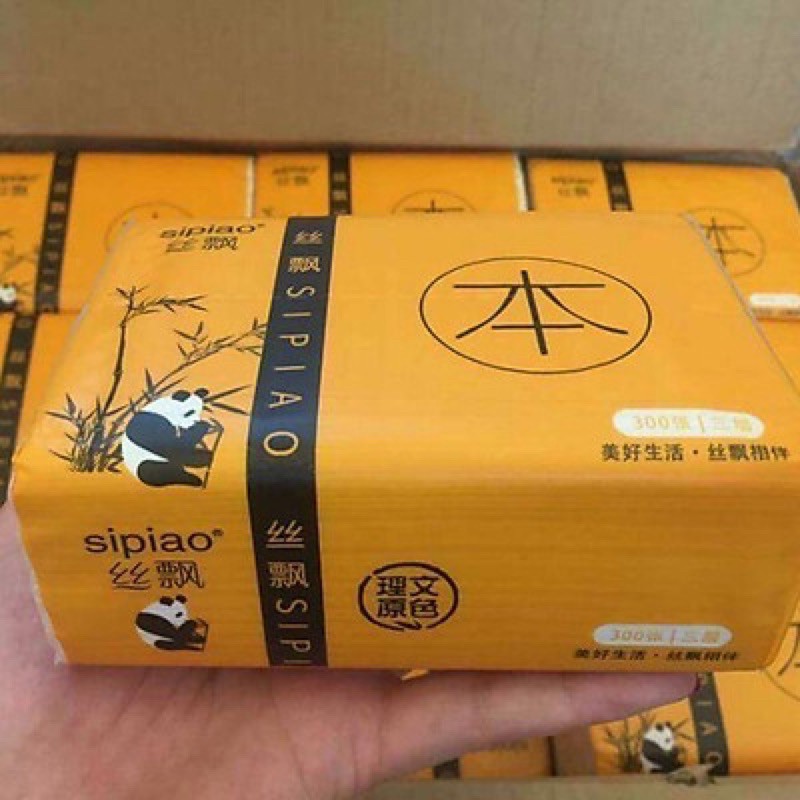 sipiao®
丝飘
丝飘 SIPIAO
本
300张 | 三层
美好生活·丝飘相伴
sipiao®
丝飘
丝飘 SIPI
理文
原色
300张 | 三层
美好生活·丝飘相伴